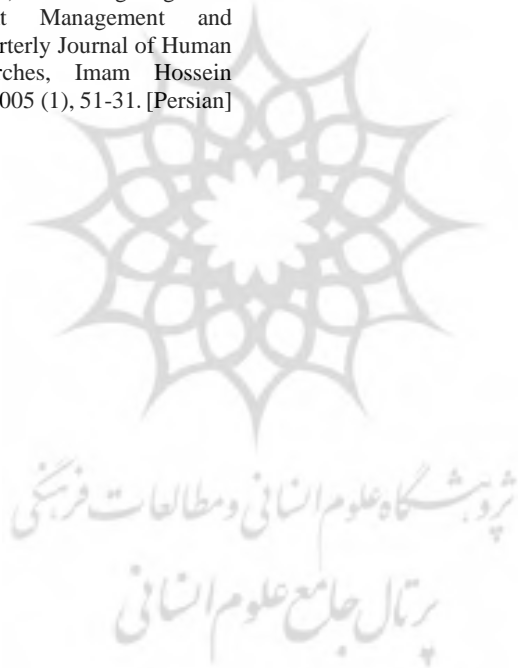 t Management and
rterly Journal of Human
rches, Imam Hossein
005 (1), 51-31. [Persian]
پژوهشگاه علوم انسانی و مطالعات فرهنگی
پرتال جامع علوم انسانی